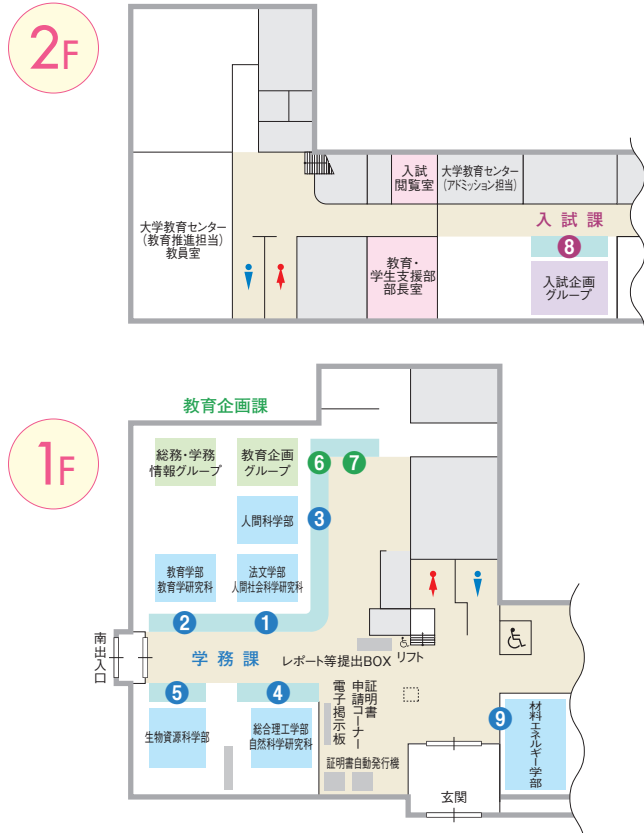 2F
入試
閲覧室
大学教育センター
(アドミッション担当)
大学教育センター
(教育推進担当)
教員室
入試課
8
教育・
学生支援部
部長室
入試企画
グループ
1F
教育企画課
総務・学務
情報グループ
教育企画
グループ
6
7
人間科学部
3
教育学部
教育学研究科
法文学部
人間社会科学研究科
2
1
南出入口
学務課
レポート等提出BOX
リフト
5
4
生物資源科学部
総合理工学部
自然科学研究科
証明書
申請コーナー
電子掲示板
証明書自動発行機
9
材料エネルギー学部
玄関